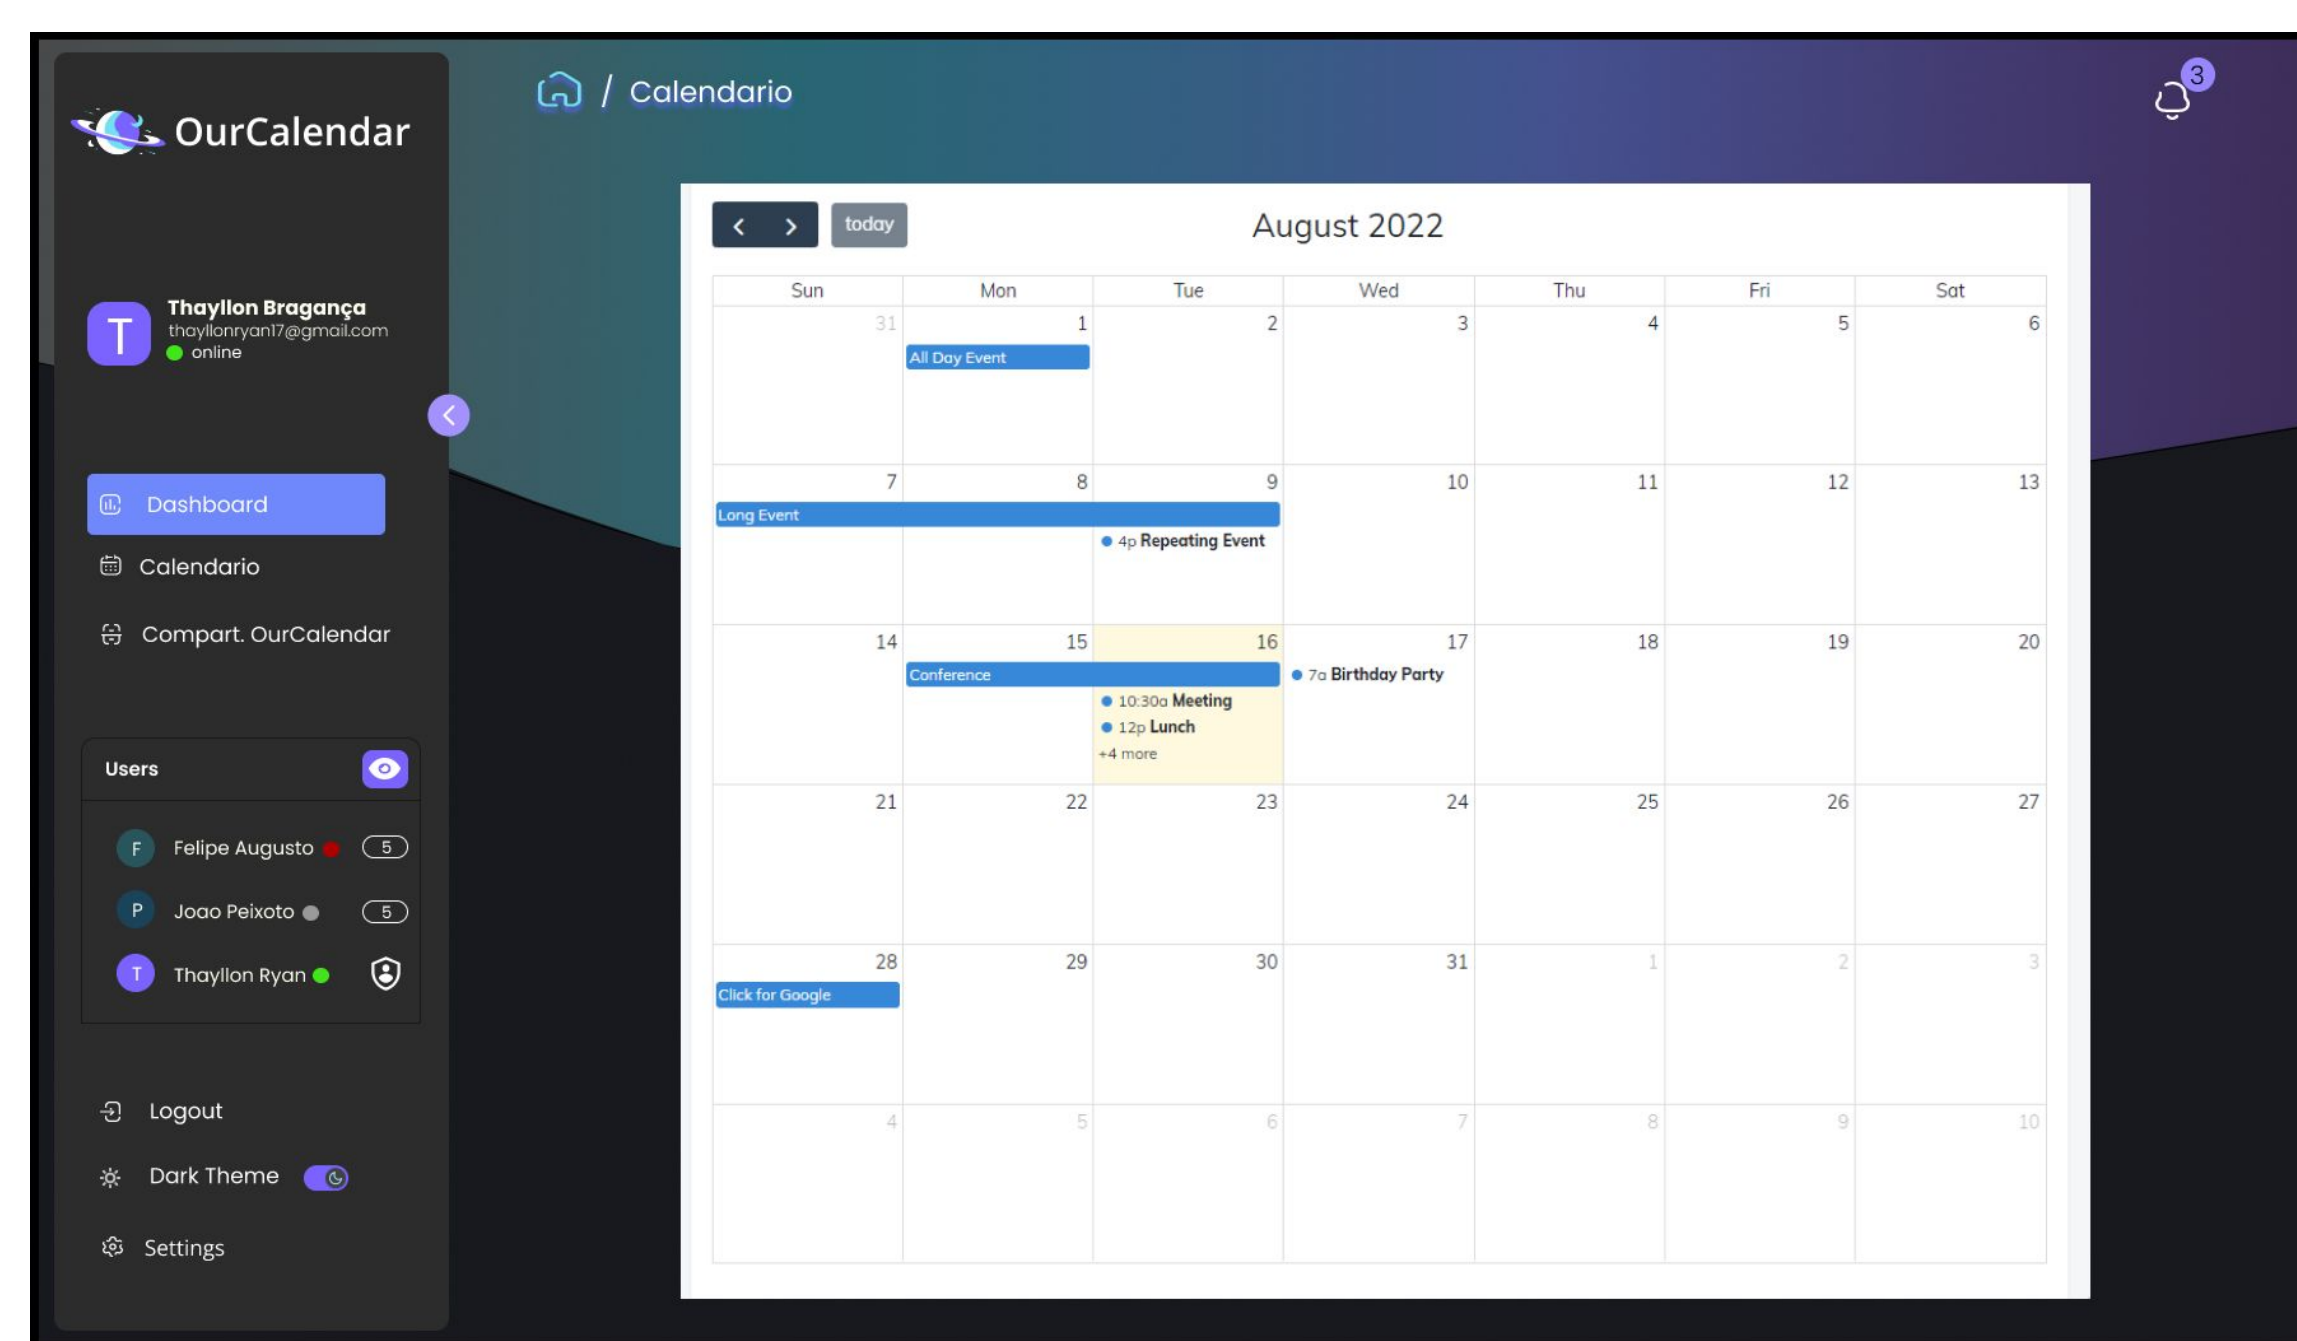 OurCalendar
/ Calendario
3
Thayllon Bragança
thayllonryan17@gmail.com
online
T
Dashboard
Calendario
Compart. OurCalendar
Users
F Felipe Augusto 5
P Joao Peixoto 5
T Thayllon Ryan
Logout
Dark Theme
Settings
< > today August 2022
Sun Mon Tue Wed Thu Fri Sat
31 1 2 3 4 5 6
All Day Event
7 8 9 10 11 12 13
Long Event
4p Repeating Event
14 15 16 17 18 19 20
Conference 7a Birthday Party
10:30a Meeting
12p Lunch
+4 more
21 22 23 24 25 26 27
28 29 30 31 1 2 3
Click for Google
4 5 6 7 8 9 10